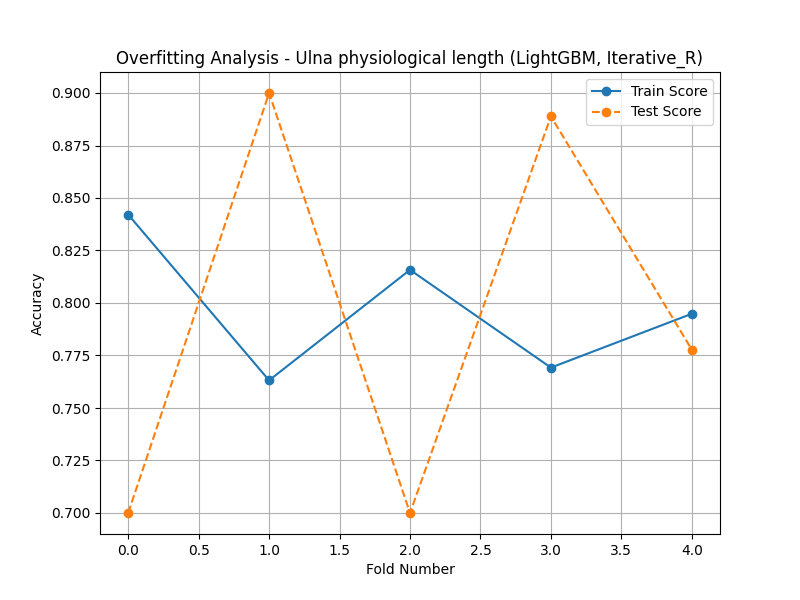 Overfitting Analysis - Ulna physiological length (LightGBM, Iterative_R)
Train Score
Test Score
0.900
0.875
0.850
0.825
0.800
0.775
0.750
0.725
0.700
Accuracy
0.0 0.5 1.0 1.5 2.0 2.5 3.0 3.5 4.0
Fold Number